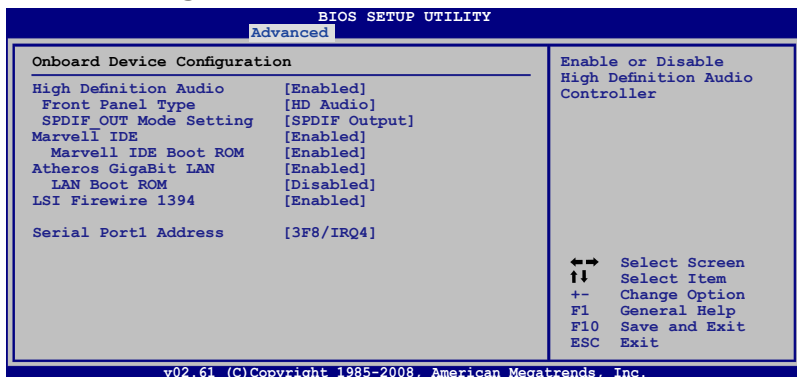 BIOS SETUP UTILITY
Advanced
Onboard Device Configuration
High Definition Audio [Enabled]
Front Panel Type [HD Audio]
SPDIF_OUT Mode Setting [SPDIF Output]
Marvell IDE [Enabled]
Marvell IDE Boot ROM [Enabled]
Atheros GigaBit LAN [Enabled]
LAN Boot ROM [Disabled]
LSI Firewire 1394 [Enabled]
Serial Port1 Address [3F8/IRQ4]
Enable or Disable
High Definition Audio
Controller
←→ Select Screen
↑↓ Select Item
+- Change Option
F1 General Help
F10 Save and Exit
ESC Exit
v02.61 (C)Copyright 1985-2008, American Megatrends, Inc.